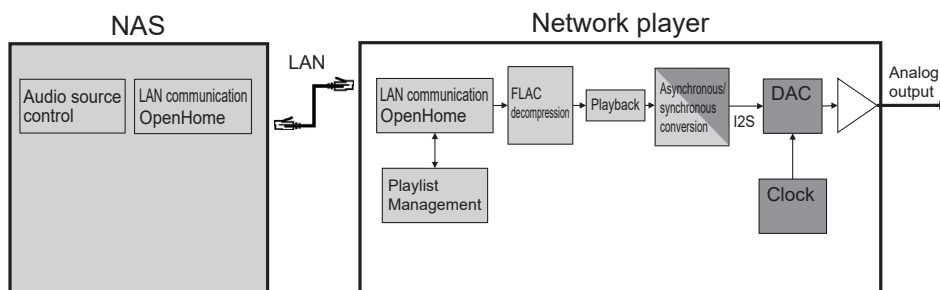 NAS
Network player
LAN
Audio source
control
LAN communication
OpenHome
LAN communication
OpenHome
FLAC
decompression
Playback
Asynchronous/
synchronous
conversion
I2S
DAC
Analog
output
Playlist
Management
Clock